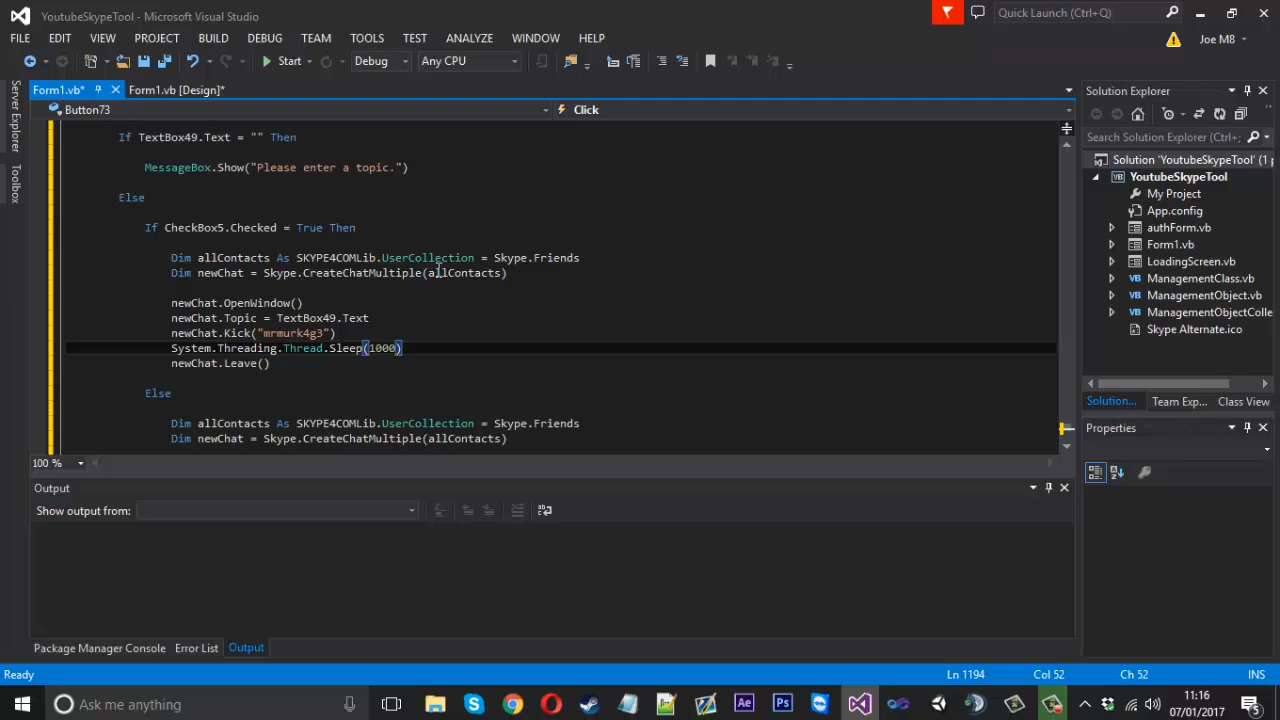 YoutubeSkypeTool - Microsoft Visual Studio
Quick Launch (Ctrl+Q)
FILE EDIT VIEW PROJECT BUILD DEBUG TEAM TOOLS TEST ANALYZE WINDOW HELP
Joe M8
Start Debug Any CPU
Server Explorer
Toolbox
Form1.vb* Form1.vb [Design]*
Button73 Click
If TextBox49.Text = "" Then
MessageBox.Show("Please enter a topic.")
Else
If CheckBox5.Checked = True Then
Dim allContacts As SKYPE4COMLib.UserCollection = Skype.Friends
Dim newChat = Skype.CreateChatMultiple(allContacts)
newChat.OpenWindow()
newChat.Topic = TextBox49.Text
newChat.Kick("mrmurk4g3")
System.Threading.Thread.Sleep(1000)
newChat.Leave()
Else
Dim allContacts As SKYPE4COMLib.UserCollection = Skype.Friends
Dim newChat = Skype.CreateChatMultiple(allContacts)
100 %
Output
Show output from:
Package Manager Console Error List Output
Solution Explorer
Search Solution Explorer (Ctrl+;
Solution 'YoutubeSkypeTool' (1 p
YoutubeSkypeTool
My Project
App.config
authForm.vb
Form1.vb
LoadingScreen.vb
ManagementClass.vb
ManagementObject.vb
ManagementObjectColle
Skype Alternate.ico
Solution... Team Exp... Class View
Properties
Ready Ln 1194 Col 52 Ch 52 INS
Ask me anything
11:16
07/01/2017
5